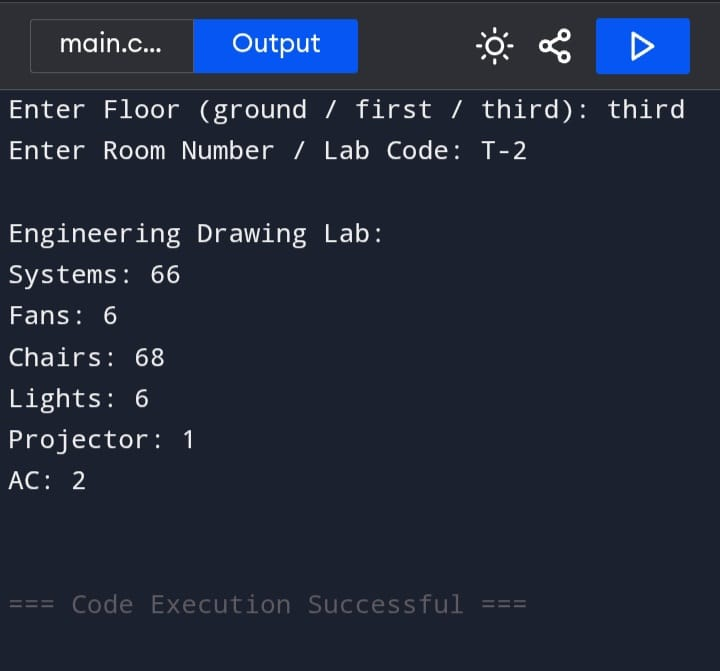 main.c...
Output
Enter Floor (ground / first / third): third
Enter Room Number / Lab Code: T-2
Engineering Drawing Lab:
Systems: 66
Fans: 6
Chairs: 68
Lights: 6
Projector: 1
AC: 2
=== Code Execution Successful ===